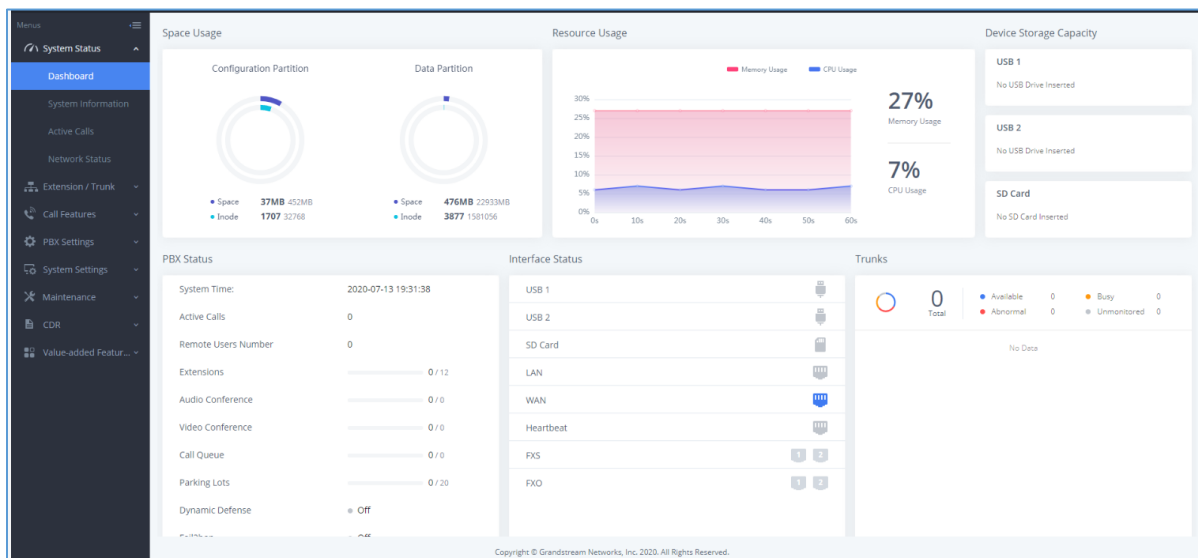 Menus
System Status
Dashboard
System Information
Active Calls
Network Status
Extension / Trunk
Call Features
PBX Settings
System Settings
Maintenance
CDR
Value-added Featur...
Space Usage
Configuration Partition
Data Partition
Space 37MB 452MB
Inode 1707 32768
Space 476MB 22933MB
Inode 3877 1581056
Resource Usage
Memory Usage CPU Usage
30%
25%
20%
15%
10%
5%
0%
0s 10s 20s 30s 40s 50s 60s
27%
Memory Usage
7%
CPU Usage
Device Storage Capacity
USB 1
No USB Drive Inserted
USB 2
No USB Drive Inserted
SD Card
No SD Card Inserted
PBX Status
System Time: 2020-07-13 19:31:38
Active Calls 0
Remote Users Number 0
Extensions 0 / 12
Audio Conference 0 / 0
Video Conference 0 / 0
Call Queue 0 / 0
Parking Lots 0 / 20
Dynamic Defense Off
Interface Status
USB 1
USB 2
SD Card
LAN
WAN
Heartbeat
FXS 1 2
FXO 1 2
Trunks
0
Total
Available 0 Busy 0
Abnormal 0 Unmonitored 0
No Data
Copyright © Grandstream Networks, Inc. 2020. All Rights Reserved.